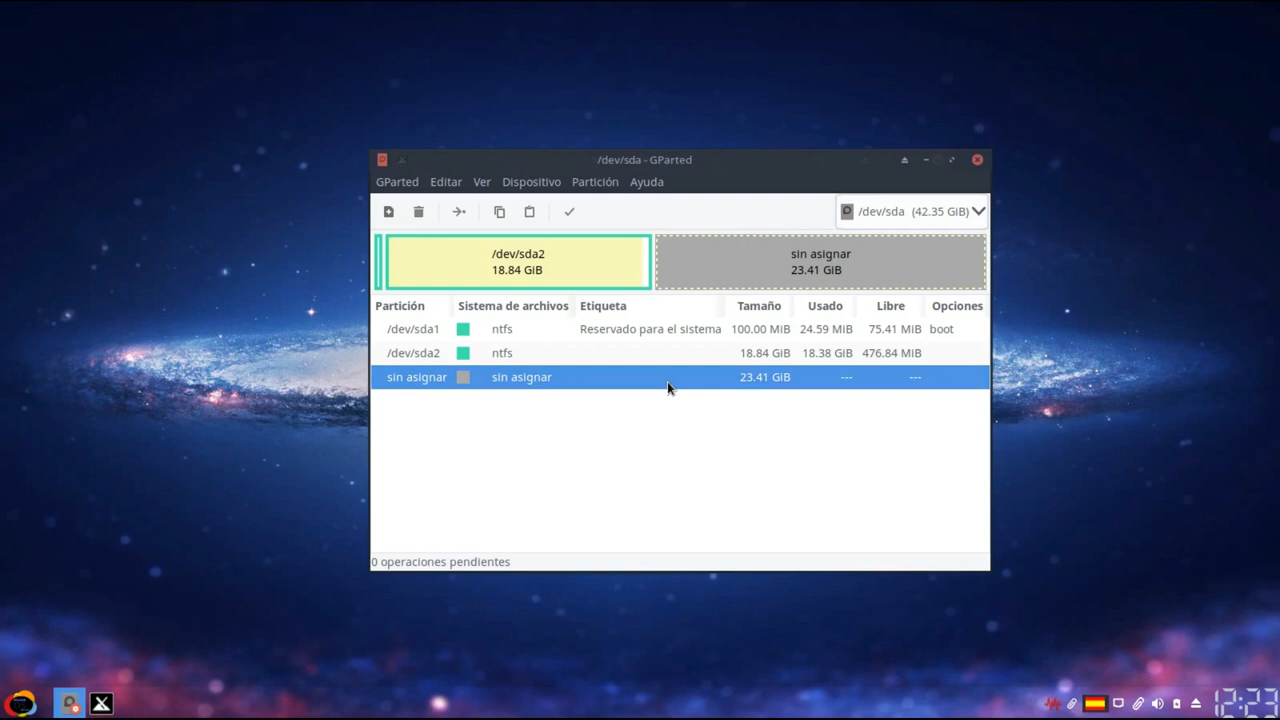 /dev/sda - GParted
GParted Editar Ver Dispositivo Partición Ayuda
/dev/sda (42.35 GiB)
/dev/sda2
18.84 GiB
sin asignar
23.41 GiB
Partición Sistema de archivos Etiqueta Tamaño Usado Libre Opciones
/dev/sda1 ntfs Reservado para el sistema 100.00 MiB 24.59 MiB 75.41 MiB boot
/dev/sda2 ntfs 18.84 GiB 18.38 GiB 476.84 MiB
sin asignar sin asignar 23.41 GiB --- ---
0 operaciones pendientes
12:23